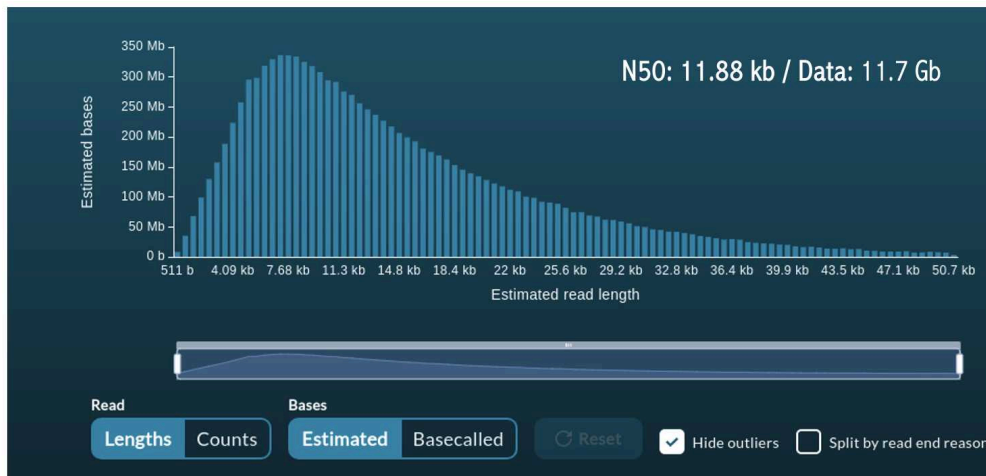 N50: 11.88 kb / Data: 11.7 Gb
Estimated bases
350 Mb
300 Mb
250 Mb
200 Mb
150 Mb
100 Mb
50 Mb
0 b
511 b 4.09 kb 7.68 kb 11.3 kb 14.8 kb 18.4 kb 22 kb 25.6 kb 29.2 kb 32.8 kb 36.4 kb 39.9 kb 43.5 kb 47.1 kb 50.7 kb
Estimated read length
Read Bases
Lengths Counts Estimated Basecalled Reset Hide outliers Split by read end reason